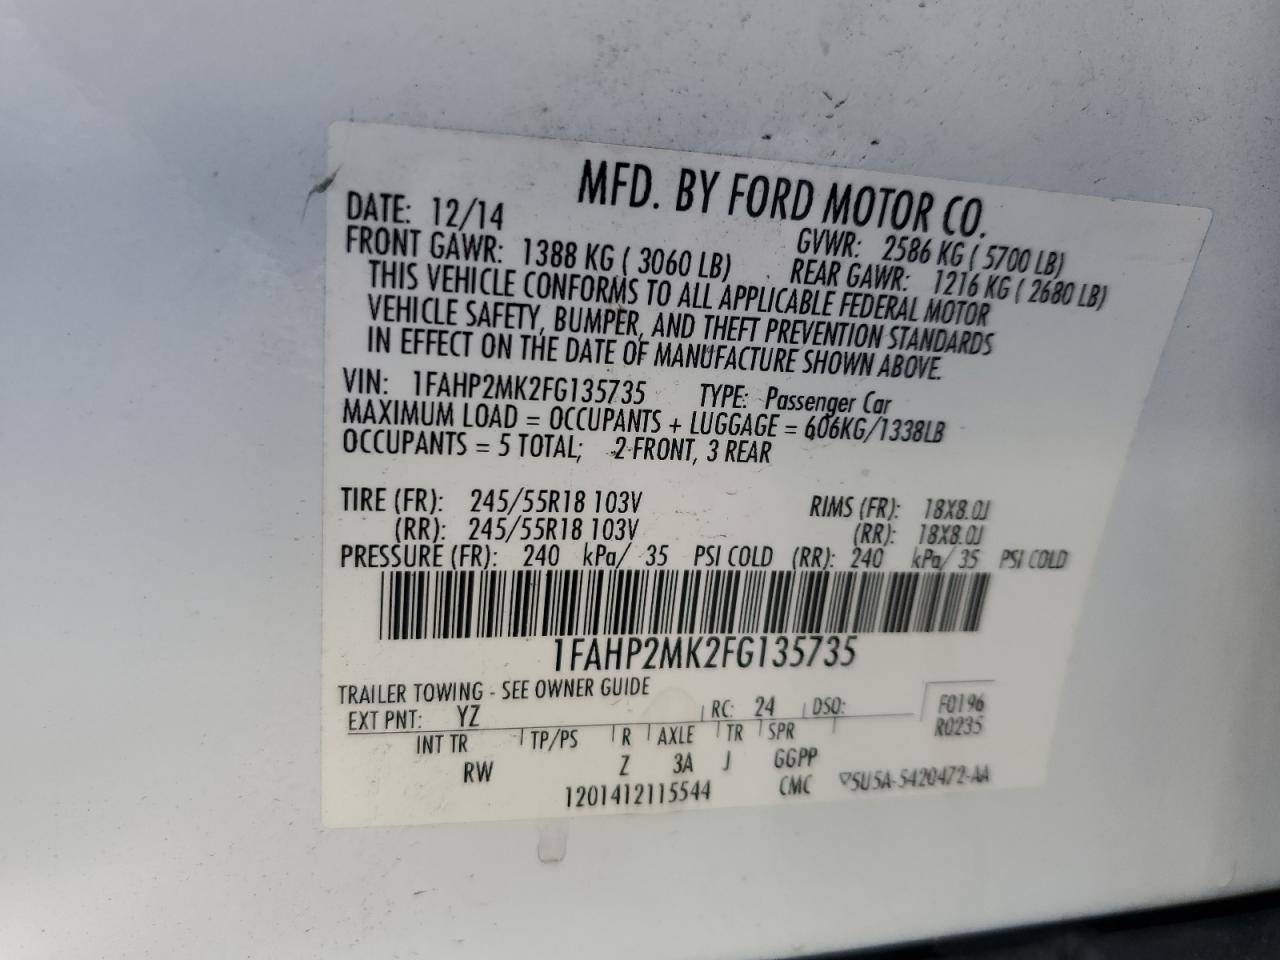 MFD. BY FORD MOTOR CO.
DATE: 12/14 GVWR: 2586 KG ( 5700 LB)
FRONT GAWR: 1388 KG ( 3060 LB) REAR GAWR: 1216 KG ( 2680 LB)
THIS VEHICLE CONFORMS TO ALL APPLICABLE FEDERAL MOTOR
VEHICLE SAFETY, BUMPER, AND THEFT PREVENTION STANDARDS
IN EFFECT ON THE DATE OF MANUFACTURE SHOWN ABOVE.
VIN: 1FAHP2MK2FG135735 TYPE: Passenger Car
MAXIMUM LOAD = OCCUPANTS + LUGGAGE = 606KG/1338LB
OCCUPANTS = 5 TOTAL; 2 FRONT, 3 REAR
TIRE (FR): 245/55R18 103V RIMS (FR): 18X8.0J
(RR): 245/55R18 103V (RR): 18X8.0J
PRESSURE (FR): 240 kPa/ 35 PSI COLD (RR): 240 kPa/ 35 PSI COLD
1FAHP2MK2FG135735
TRAILER TOWING - SEE OWNER GUIDE
EXT PNT: YZ RC: 24 DSO: F0196
R0235
INT TR TP/PS R AXLE TR SPR
RW Z 3A J GGPP
1201412115544 CMC 5U5A-5420472-AA